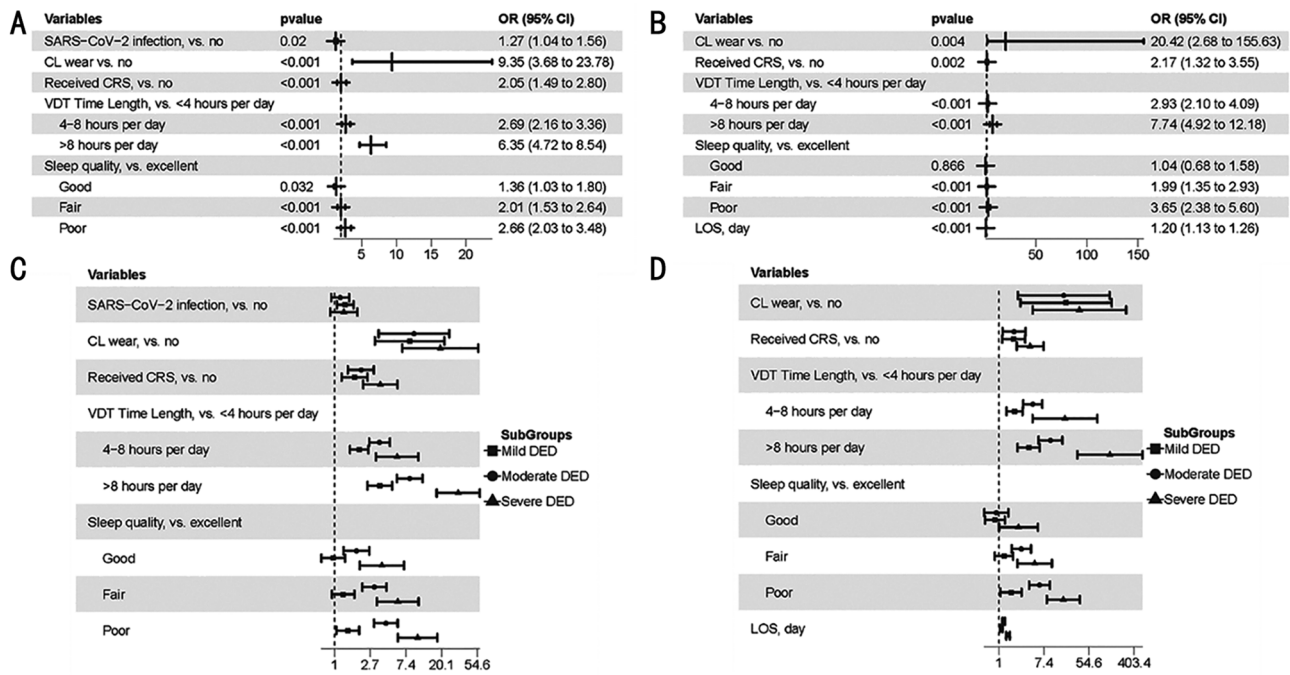 A
Variables pvalue OR (95% CI)
SARS−CoV−2 infection, vs. no 0.02 1.27 (1.04 to 1.56)
CL wear vs. no <0.001 9.35 (3.68 to 23.78)
Received CRS, vs. no <0.001 2.05 (1.49 to 2.80)
VDT Time Length, vs. <4 hours per day
4−8 hours per day <0.001 2.69 (2.16 to 3.36)
>8 hours per day <0.001 6.35 (4.72 to 8.54)
Sleep quality, vs. excellent
Good 0.032 1.36 (1.03 to 1.80)
Fair <0.001 2.01 (1.53 to 2.64)
Poor <0.001 2.66 (2.03 to 3.48)
5 10 15 20
B
Variables pvalue OR (95% CI)
CL wear vs. no 0.004 20.42 (2.68 to 155.63)
Received CRS, vs. no 0.002 2.17 (1.32 to 3.55)
VDT Time Length, vs. <4 hours per day
4−8 hours per day <0.001 2.93 (2.10 to 4.09)
>8 hours per day <0.001 7.74 (4.92 to 12.18)
Sleep quality, vs. excellent
Good 0.866 1.04 (0.68 to 1.58)
Fair <0.001 1.99 (1.35 to 2.93)
Poor <0.001 3.65 (2.38 to 5.60)
LOS, day <0.001 1.20 (1.13 to 1.26)
50 100 150
C
Variables
SARS−CoV−2 infection, vs. no
CL wear, vs. no
Received CRS, vs. no
VDT Time Length, vs. <4 hours per day
4−8 hours per day
>8 hours per day
Sleep quality, vs. excellent
Good
Fair
Poor
1 2.7 7.4 20.1 54.6
SubGroups
Mild DED
Moderate DED
Severe DED
D
Variables
CL wear, vs. no
Received CRS, vs. no
VDT Time Length, vs. <4 hours per day
4−8 hours per day
>8 hours per day
Sleep quality, vs. excellent
Good
Fair
Poor
LOS, day
1 7.4 54.6 403.4
SubGroups
Mild DED
Moderate DED
Severe DED